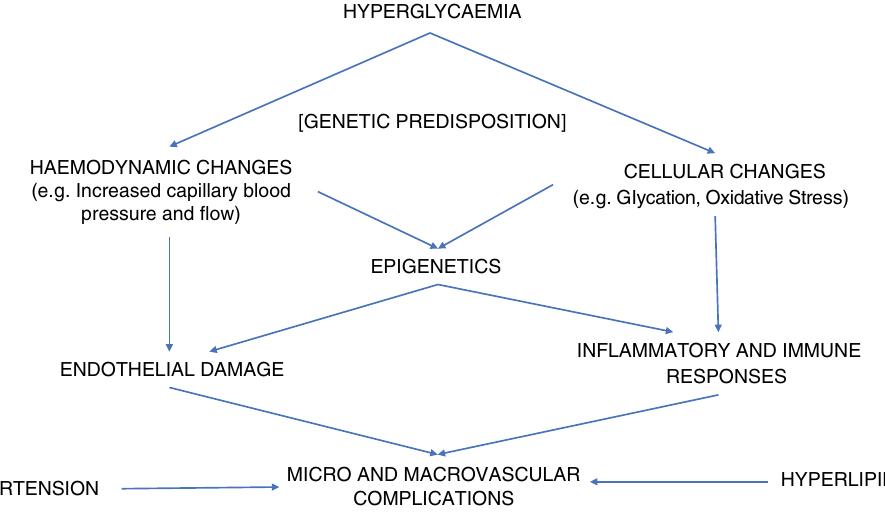 HYPERGLYCAEMIA
[GENETIC PREDISPOSITION]
HAEMODYNAMIC CHANGES
(e.g. Increased capillary blood
pressure and flow)
CELLULAR CHANGES
(e.g. Glycation, Oxidative Stress)
EPIGENETICS
ENDOTHELIAL DAMAGE
INFLAMMATORY AND IMMUNE
RESPONSES
RTENSION
MICRO AND MACROVASCULAR
COMPLICATIONS
HYPERLIPI